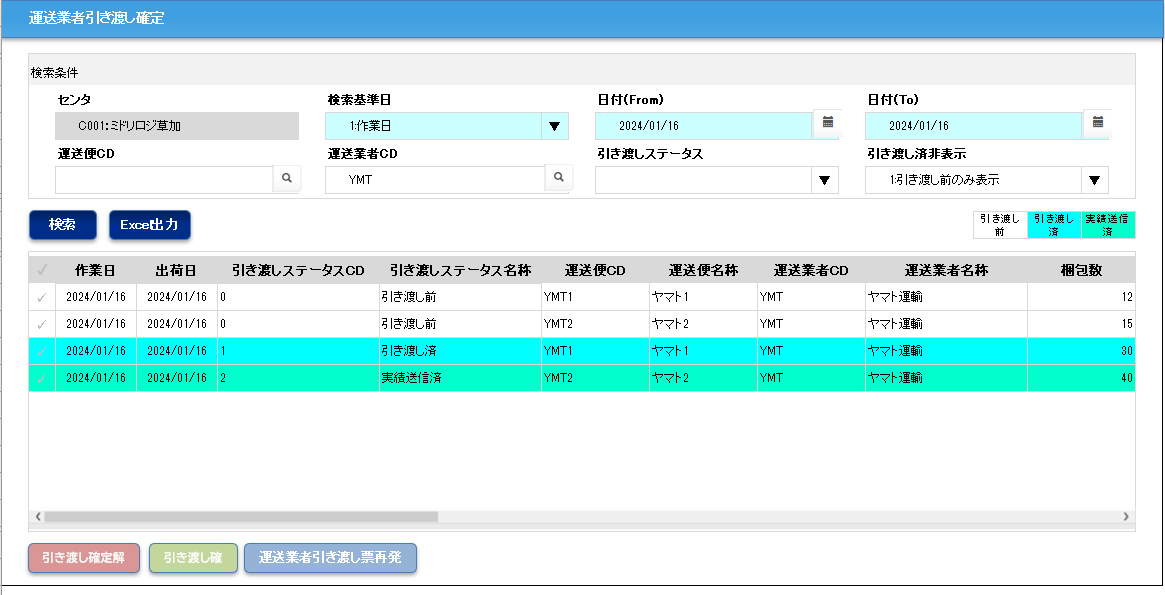 運送業者引き渡し確定
検索条件
センタ 検索基準日 日付(From) 日付(To)
C001:ミドリロジ草加 1:作業日 2024/01/16 2024/01/16
運送便CD 運送業者CD 引き渡しステータス 引き渡し済非表示
YMT 1:引き渡し前のみ表示
検索 Excel出力 引き渡し前 引き渡し済 実績送信済
作業日 出荷日 引き渡しステータスCD 引き渡しステータス名称 運送便CD 運送便名称 運送業者CD 運送業者名称 梱包数
2024/01/16 2024/01/16 0 引き渡し前 YMT1 ヤマト1 YMT ヤマト運輸 12
2024/01/16 2024/01/16 0 引き渡し前 YMT2 ヤマト2 YMT ヤマト運輸 15
2024/01/16 2024/01/16 1 引き渡し済 YMT1 ヤマト1 YMT ヤマト運輸 30
2024/01/16 2024/01/16 2 実績送信済 YMT2 ヤマト2 YMT ヤマト運輸 40
引き渡し確定解 引き渡し確 運送業者引き渡し票再発